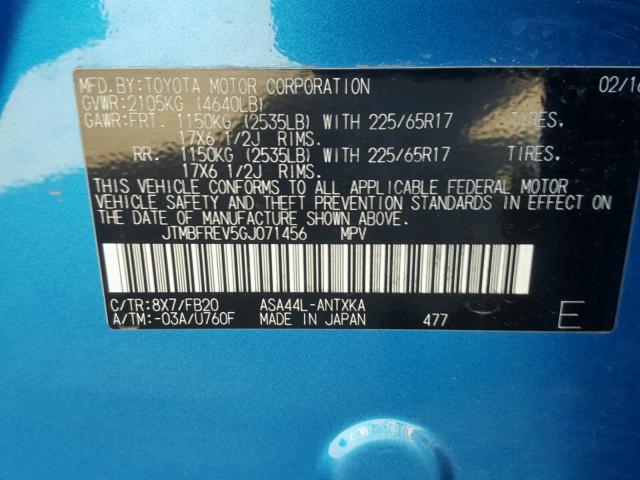 MFD.BY:TOYOTA MOTOR CORPORATION 02/16
GVWR:2105KG (4640LB)
GAWR:FRT. 1150KG (2535LB) WITH 225/65R17 TIRES,
17X6 1/2J RIMS.
RR. 1150KG (2535LB) WITH 225/65R17 TIRES,
17X6 1/2J RIMS.
THIS VEHICLE CONFORMS TO ALL APPLICABLE FEDERAL MOTOR
VEHICLE SAFETY AND THEFT PREVENTION STANDARDS IN EFFECT ON
THE DATE OF MANUFACTURE SHOWN ABOVE.
JTMBFREV5GJ071456 MPV
C/TR:8X7/FB20 ASA44L-ANTXKA
A/TM:-03A/U760F MADE IN JAPAN 477 E